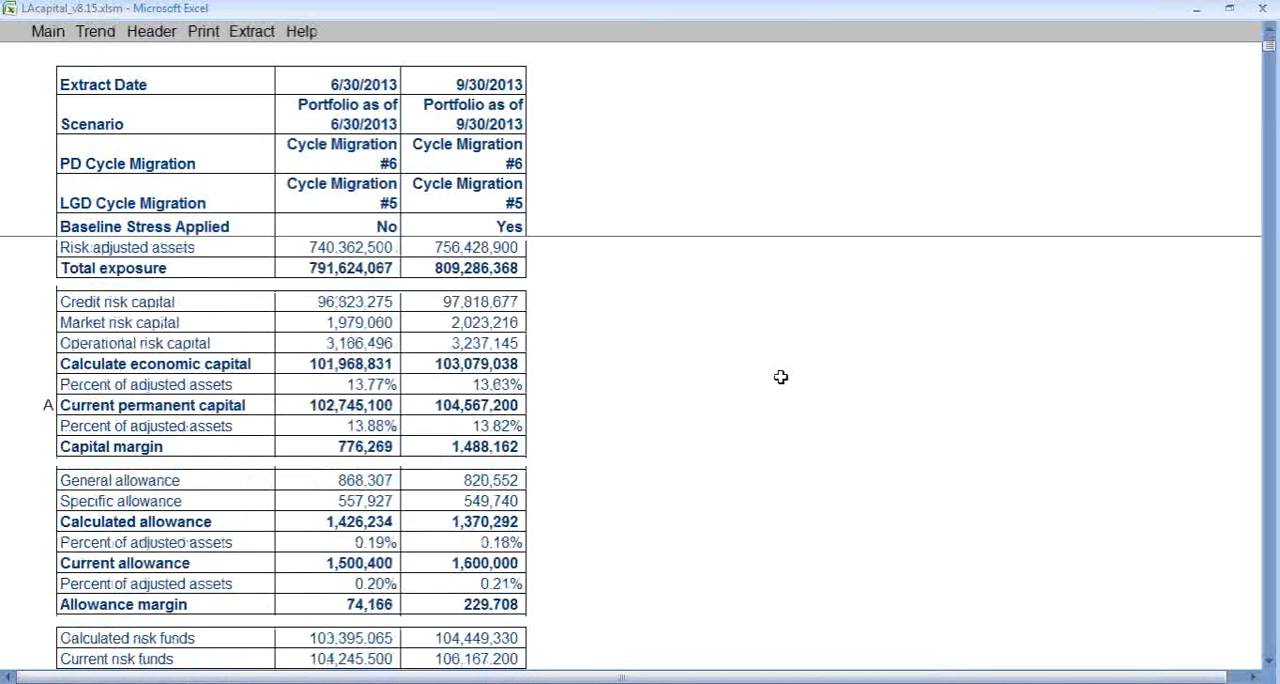 LAcapital_v8.15.xlsm - Microsoft Excel
Main Trend Header Print Extract Help
Extract Date 6/30/2013 9/30/2013
Portfolio as of Portfolio as of
Scenario 6/30/2013 9/30/2013
Cycle Migration Cycle Migration
PD Cycle Migration #6 #6
Cycle Migration Cycle Migration
LGD Cycle Migration #5 #5
Baseline Stress Applied No Yes
Risk adjusted assets 740,362,500 756,428,900
Total exposure 791,624,067 809,286,368
Credit risk capital 96,823,275 97,818,677
Market risk capital 1,979,060 2,023,216
Operational risk capital 3,166,496 3,237,145
Calculate economic capital 101,968,831 103,079,038
Percent of adjusted assets 13.77% 13.63%
A Current permanent capital 102,745,100 104,567,200
Percent of adjusted assets 13.88% 13.82%
Capital margin 776,269 1,488,162
General allowance 868,307 820,552
Specific allowance 557,927 549,740
Calculated allowance 1,426,234 1,370,292
Percent of adjusted assets 0.19% 0.18%
Current allowance 1,500,400 1,600,000
Percent of adjusted assets 0.20% 0.21%
Allowance margin 74,166 229,708
Calculated risk funds 103,395,065 104,449,330
Current risk funds 104,245,500 106,167,200